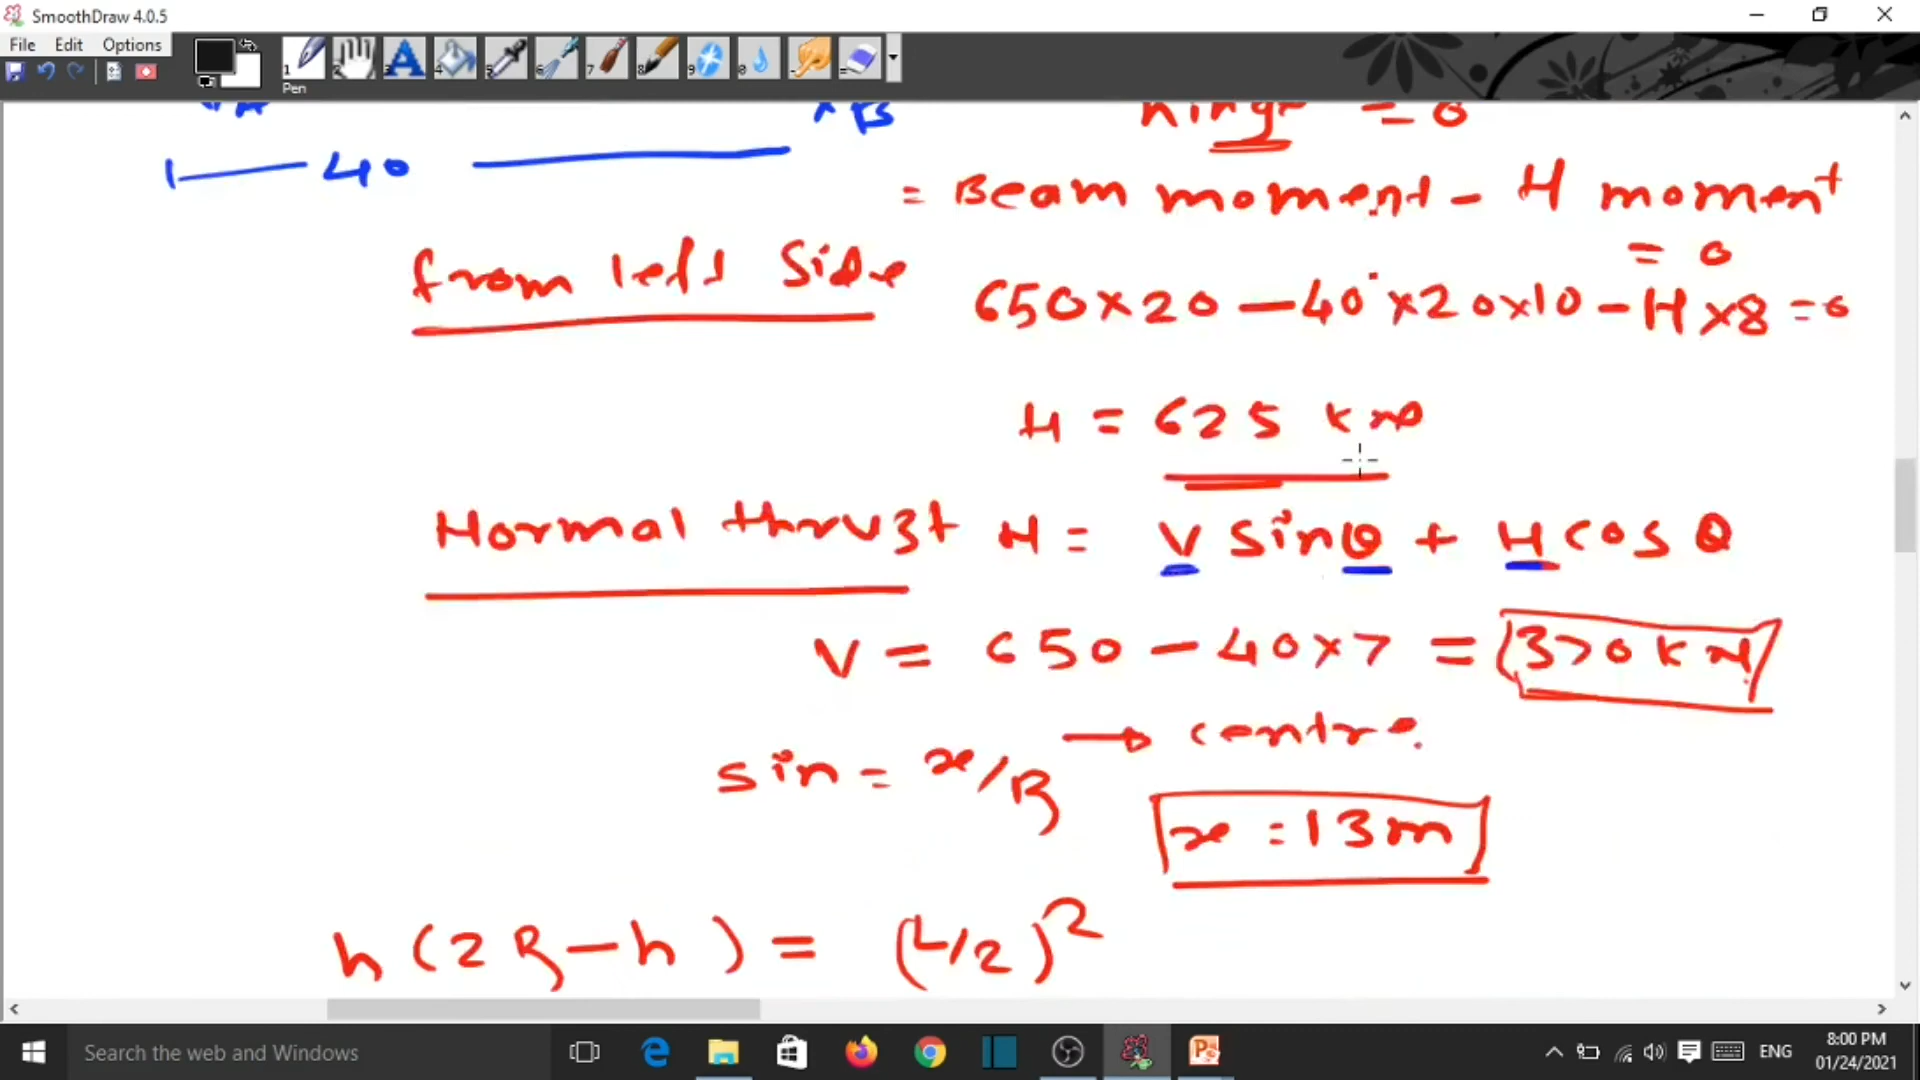 SmoothDraw 4.0.5
File Edit Options
Pen
40
hinge = 0
= Beam moment - H moment
= 0
from left side
650×20 - 40×20×10 - H×8 = 0
H = 625 kN
Normal thrust N = V sinθ + H cos θ
V = 650 - 40×7 = 370 kN
sin = x/R → centre.
x = 13m
h (2R - h) = (L/2)²
Search the web and Windows
ENG
8:00 PM
01/24/2021